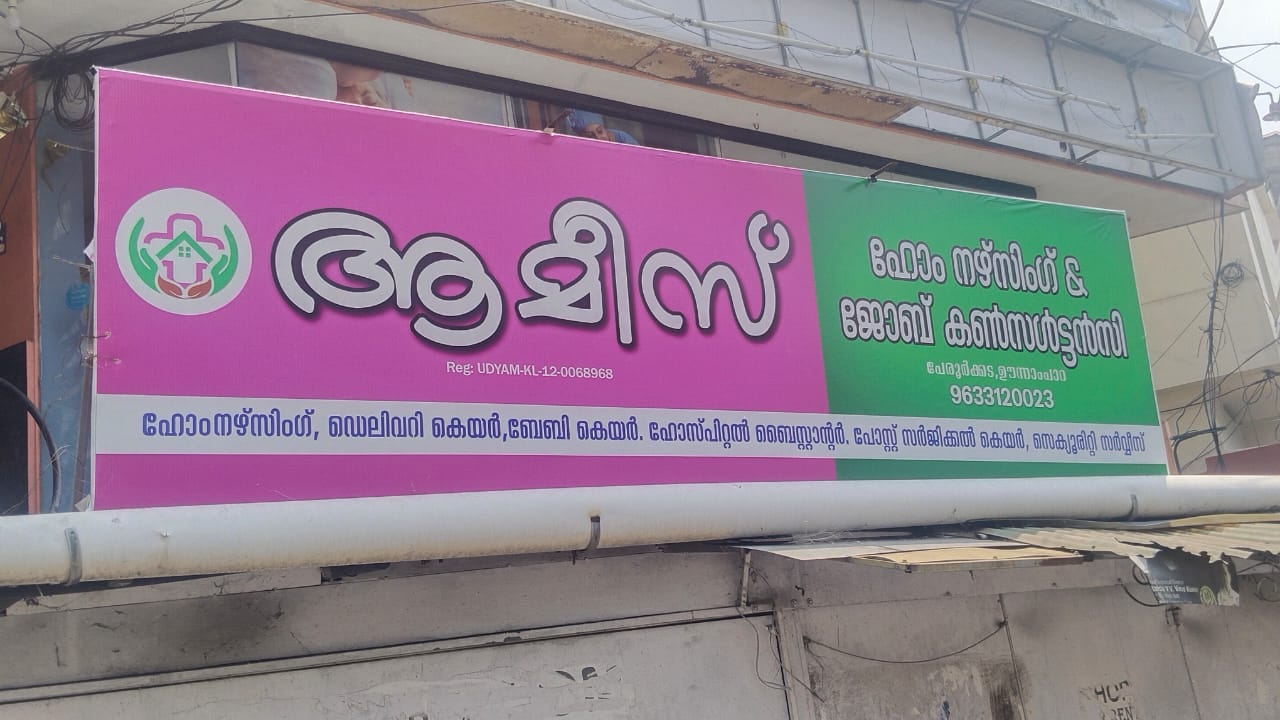 ആമീസ്
Reg: UDYAM-KL-12-0068968
ഹോം നഴ്സിംഗ് &
ജോബ് കൺസൾട്ടൻസി
പേരൂർക്കട,ഊന്നാംപാറ
9633120023
ഹോംനഴ്സിംഗ്, ഡെലിവറി കെയർ,ബേബി കെയർ. ഹോസ്പിറ്റൽ ബൈസ്റ്റാന്റർ. പോസ്റ്റ് സർജിക്കൽ കെയർ, സെക്യൂരിറ്റി സർവ്വീസ്